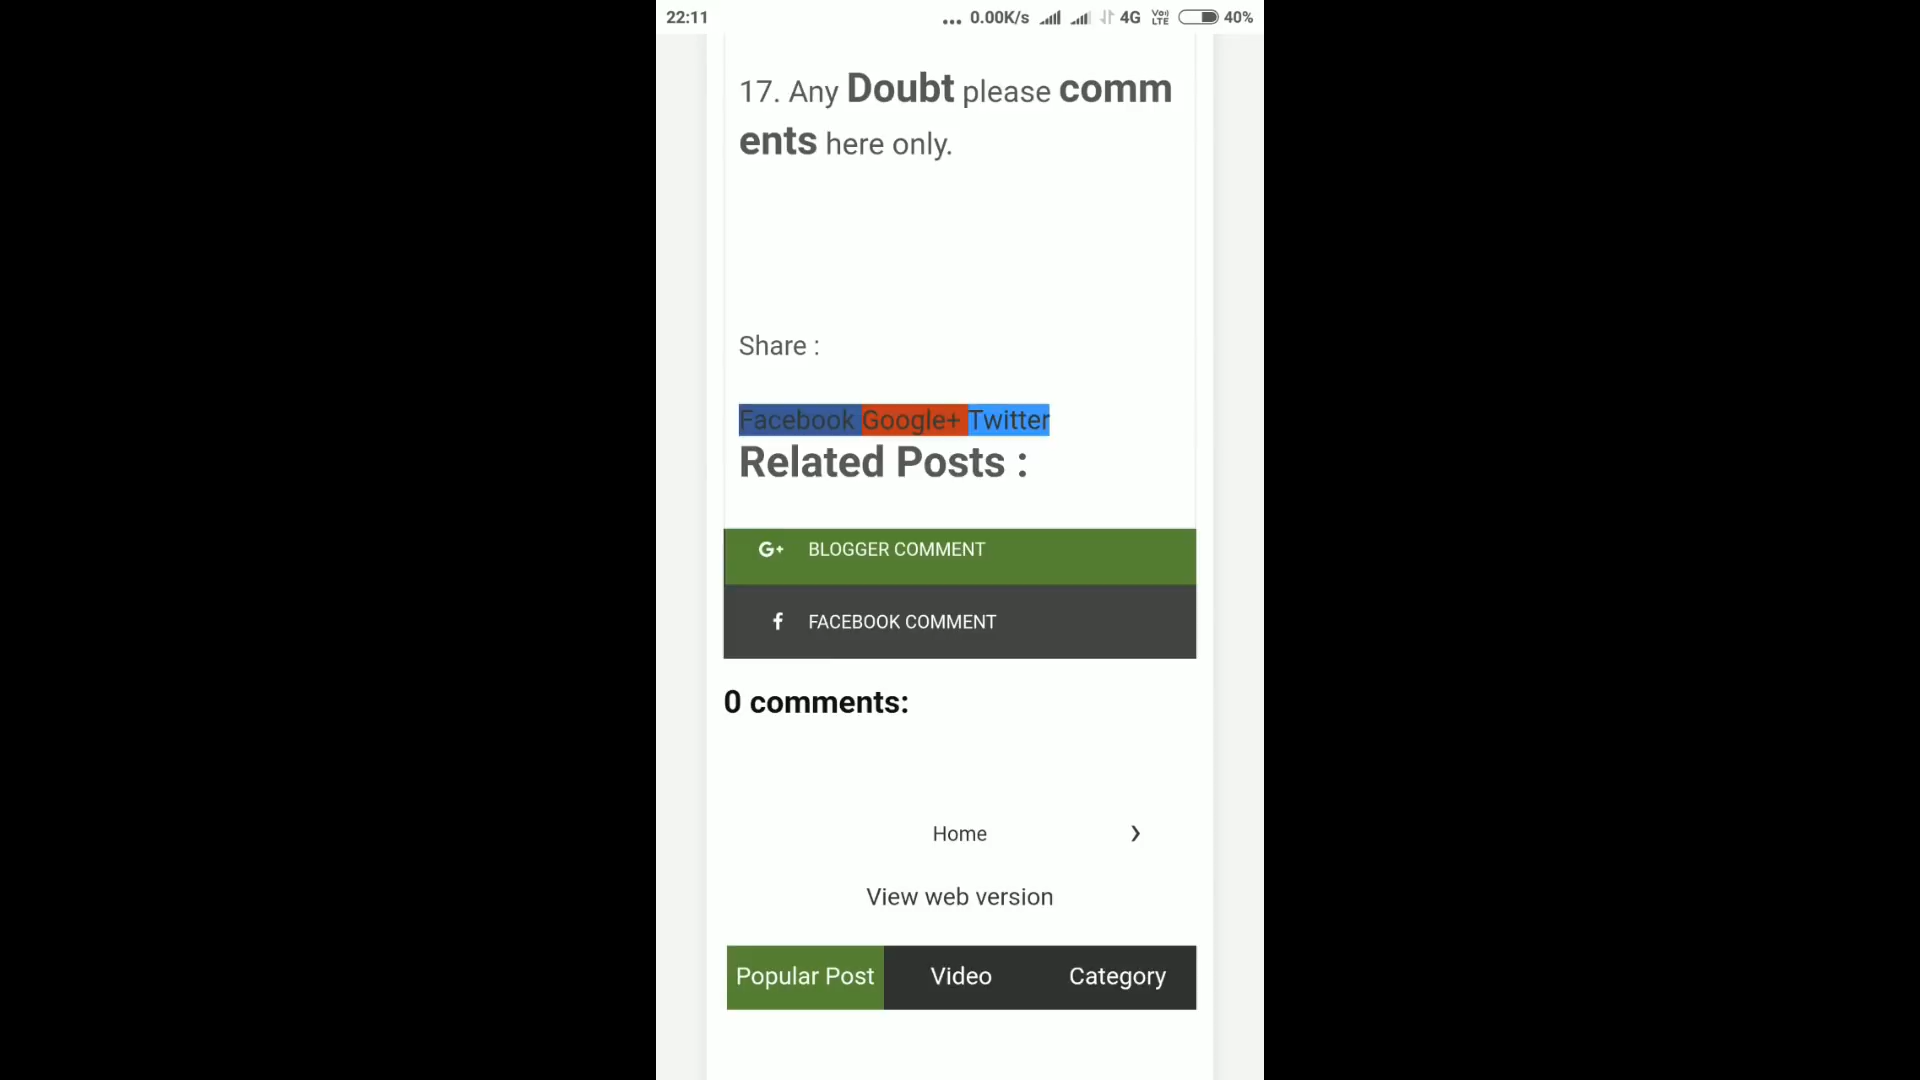 22:11 ... 0.00K/s 4G VoLTE 40%
17. Any Doubt please comm
ents here only.
Share :
Facebook Google+ Twitter
Related Posts :
G+ BLOGGER COMMENT
f FACEBOOK COMMENT
0 comments:
Home ›
View web version
Popular Post Video Category